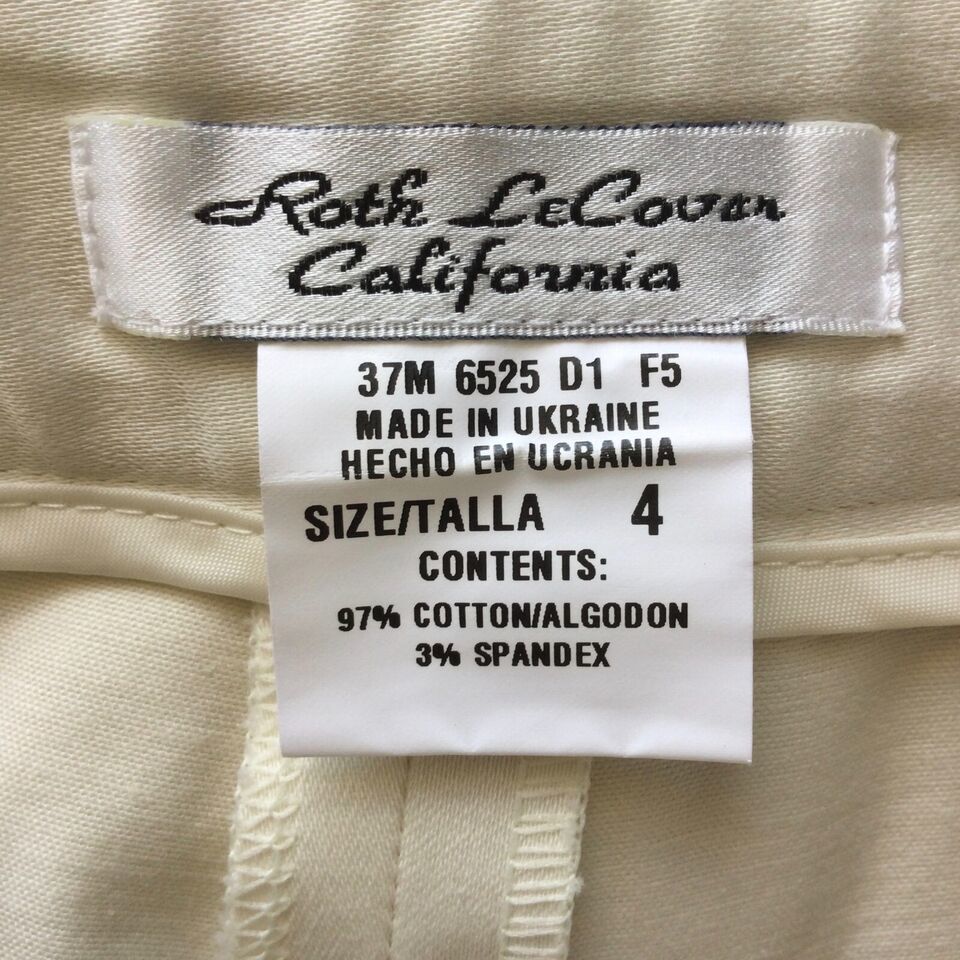 Roth LeCover
California
37M 6525 D1 F5
MADE IN UKRAINE
HECHO EN UCRANIA
SIZE/TALLA 4
CONTENTS:
97% COTTON/ALGODON
3% SPANDEX